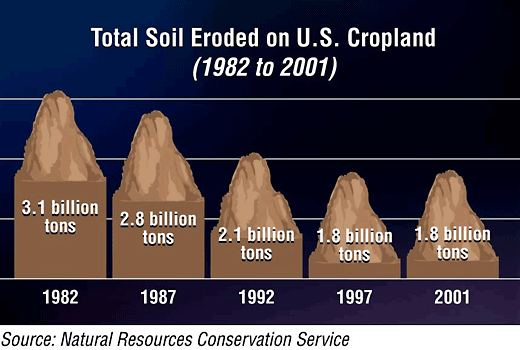 Total Soil Eroded on U.S. Cropland
(1982 to 2001)
3.1 billion
tons
2.8 billion
tons
2.1 billion
tons
1.8 billion
tons
1.8 billion
tons
1982 1987 1992 1997 2001
Source: Natural Resources Conservation Service